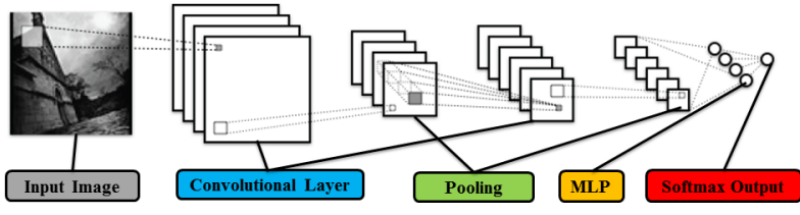 Input Image
Convolutional Layer
Pooling
MLP
Softmax Output